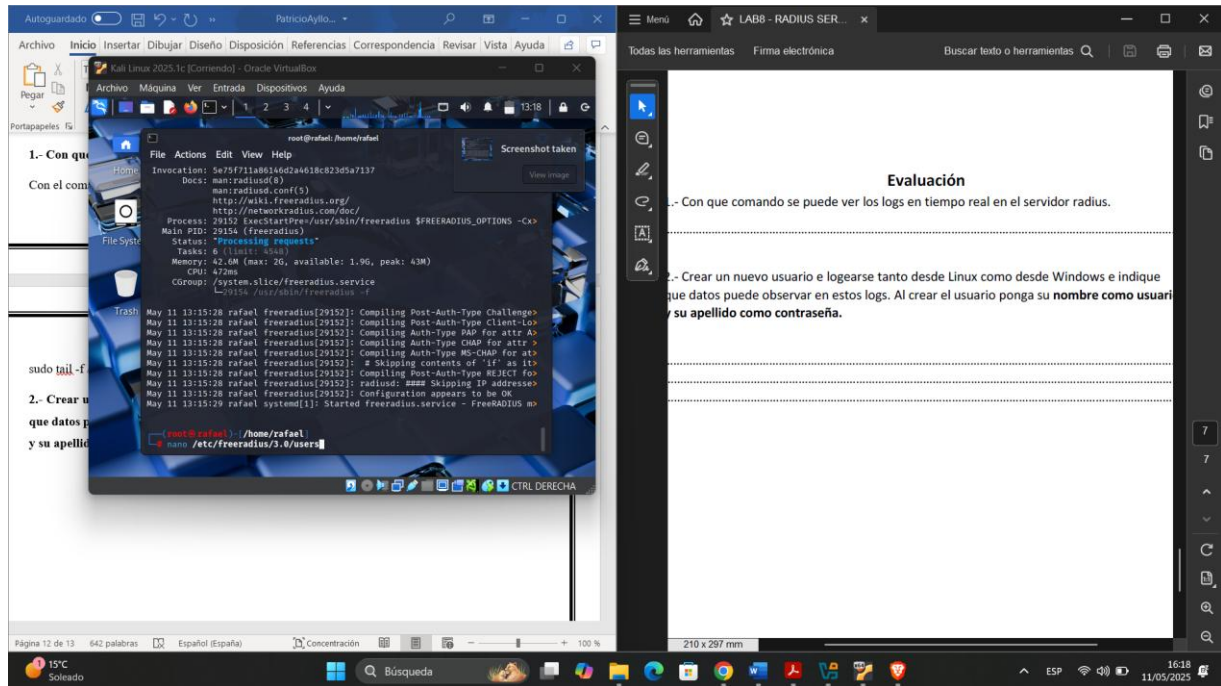 Autoguardado
PatricioAyllo...
Archivo Inicio Insertar Dibujar Diseño Disposición Referencias Correspondencia Revisar Vista Ayuda
Pegar
Portapapeles
1.- Con qu
Con el com
sudo tail -f
2.- Crear u
que datos p
y su apellid
Kali Linux 2025.1c [Corriendo] - Oracle VirtualBox
Archivo Máquina Ver Entrada Dispositivos Ayuda
1 2 3 4
13:18
Home
File Syste
Trash
root@rafael: /home/rafael
File Actions Edit View Help
Screenshot taken
View image
Invocation: 5e75f711a86146d2a4618c823d5a7137
Docs: man:radiusd(8)
man:radiusd.conf(5)
http://wiki.freeradius.org/
http://networkradius.com/doc/
Process: 29152 ExecStartPre=/usr/sbin/freeradius $FREERADIUS_OPTIONS -Cx>
Main PID: 29154 (freeradius)
Status: "Processing requests"
Tasks: 6 (limit: 4548)
Memory: 42.6M (max: 2G, available: 1.9G, peak: 43M)
CPU: 472ms
CGroup: /system.slice/freeradius.service
└─29154 /usr/sbin/freeradius -f
May 11 13:15:28 rafael freeradius[29152]: Compiling Post-Auth-Type Challenge>
May 11 13:15:28 rafael freeradius[29152]: Compiling Post-Auth-Type Client-Lo>
May 11 13:15:28 rafael freeradius[29152]: Compiling Auth-Type PAP for attr A>
May 11 13:15:28 rafael freeradius[29152]: Compiling Auth-Type CHAP for attr >
May 11 13:15:28 rafael freeradius[29152]: Compiling Auth-Type MS-CHAP for at>
May 11 13:15:28 rafael freeradius[29152]: # Skipping contents of 'if' as it>
May 11 13:15:28 rafael freeradius[29152]: Compiling Post-Auth-Type REJECT fo>
May 11 13:15:28 rafael freeradius[29152]: radiusd: #### Skipping IP addresse>
May 11 13:15:28 rafael freeradius[29152]: Configuration appears to be OK
May 11 13:15:29 rafael systemd[1]: Started freeradius.service - FreeRADIUS m>
(root㉿rafael)-[/home/rafael]
# nano /etc/freeradius/3.0/users
CTRL DERECHA
Página 12 de 13 642 palabras Español (España) Concentración 100 %
Menú
LAB8 - RADIUS SER...
Todas las herramientas Firma electrónica Buscar texto o herramientas
Evaluación
.- Con que comando se puede ver los logs en tiempo real en el servidor radius.
2.- Crear un nuevo usuario e logearse tanto desde Linux como desde Windows e indique
que datos puede observar en estos logs. Al crear el usuario ponga su nombre como usuari
y su apellido como contraseña.
7
7
210 x 297 mm
1
15°C
Soleado
Búsqueda
ESP
16:18
11/05/2025